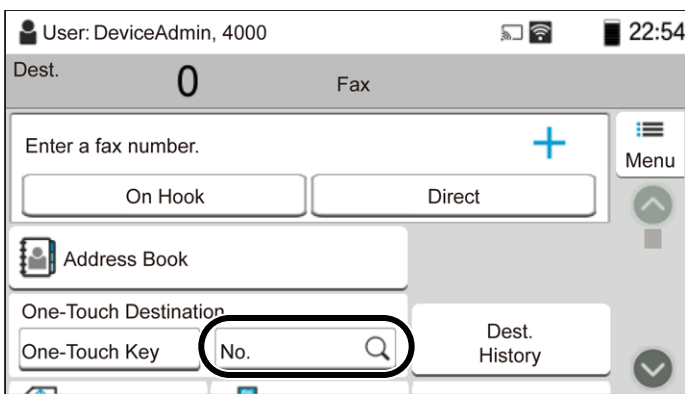 User: DeviceAdmin, 4000
22:54
Dest.
0
Fax
Enter a fax number.
Menu
On Hook
Direct
Address Book
One-Touch Destination
One-Touch Key
No.
Dest.
History